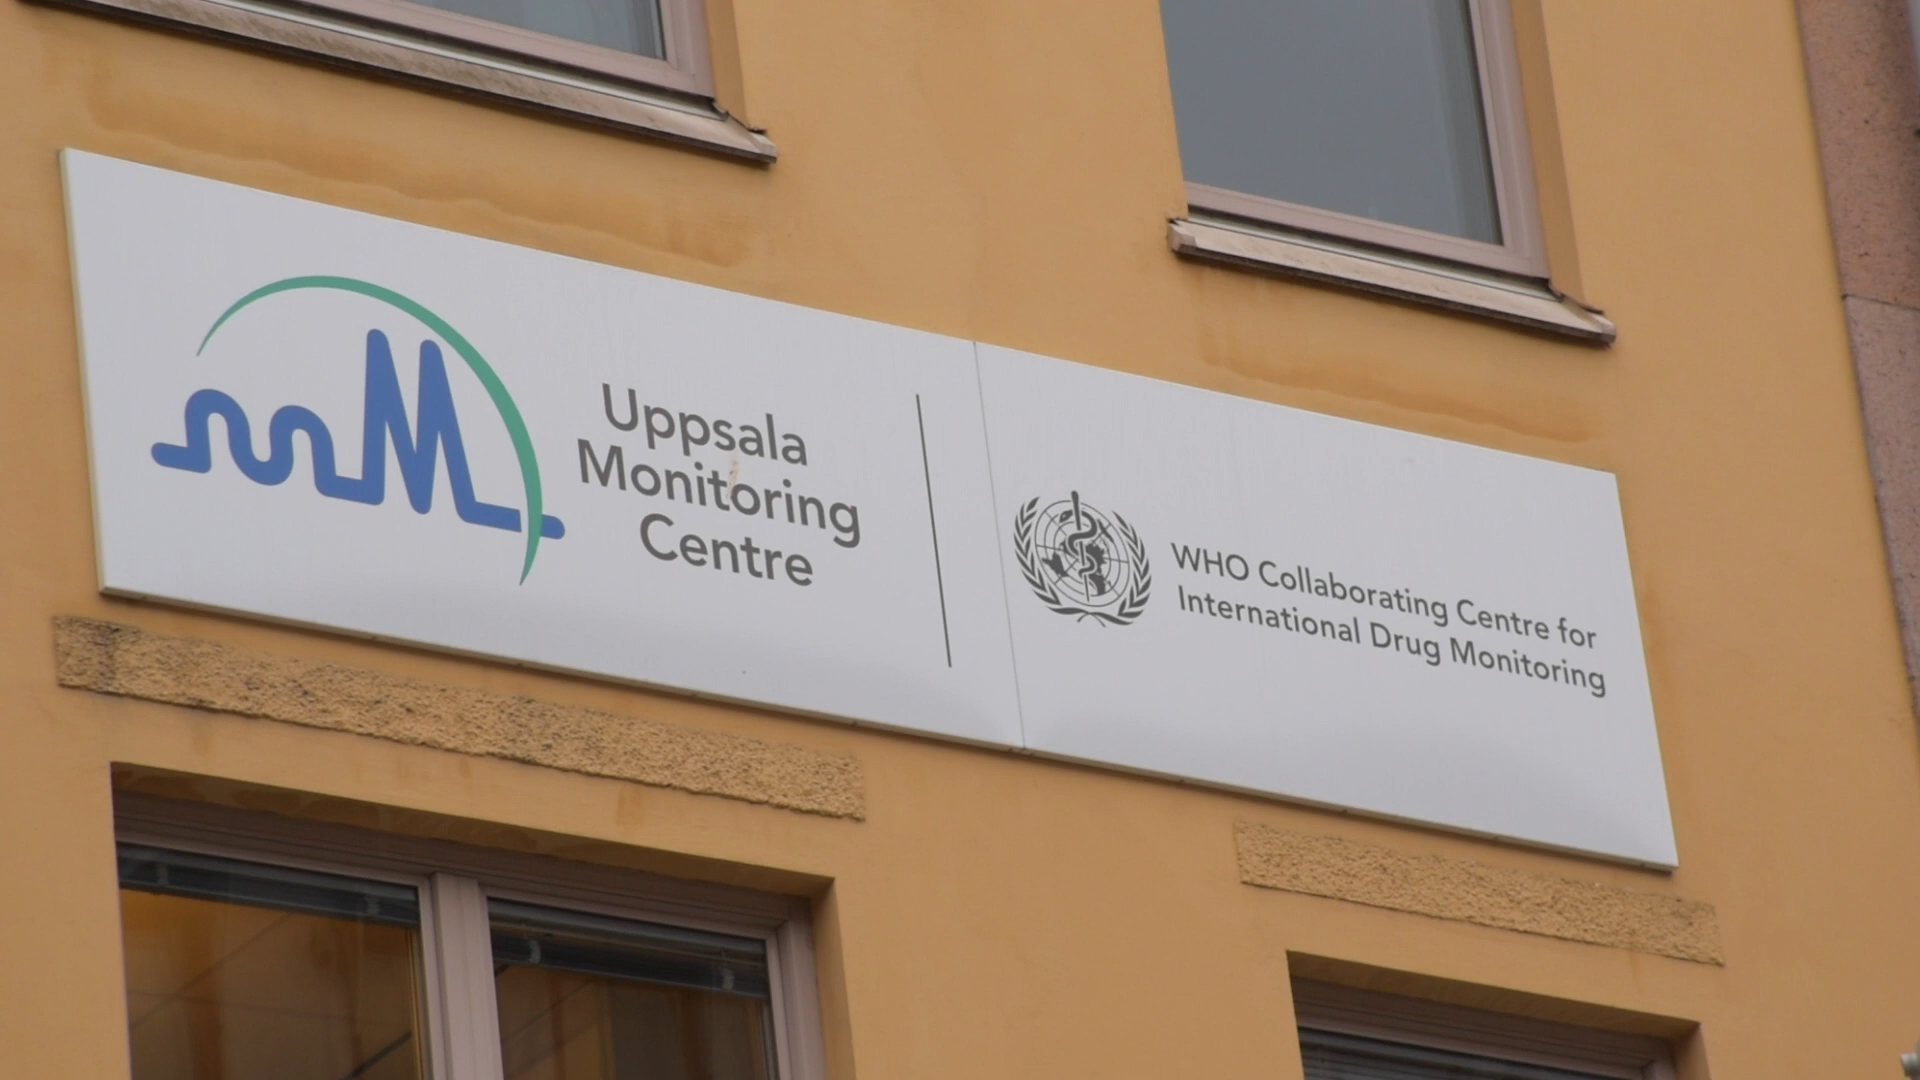 Uppsala
Monitoring
Centre
WHO Collaborating Centre for
International Drug Monitoring